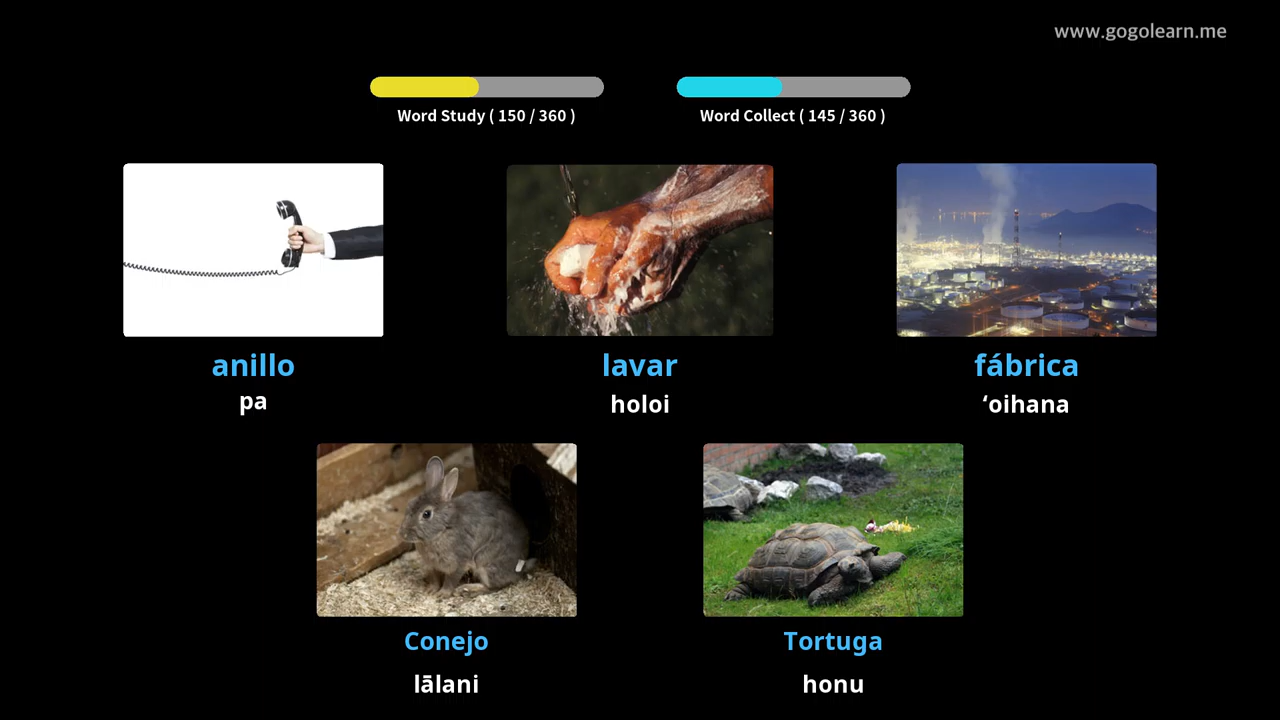 www.gogolearn.me
Word Study ( 150 / 360 )
Word Collect ( 145 / 360 )
anillo
pa
lavar
holoi
fábrica
ʻoihana
Conejo
lālani
Tortuga
honu